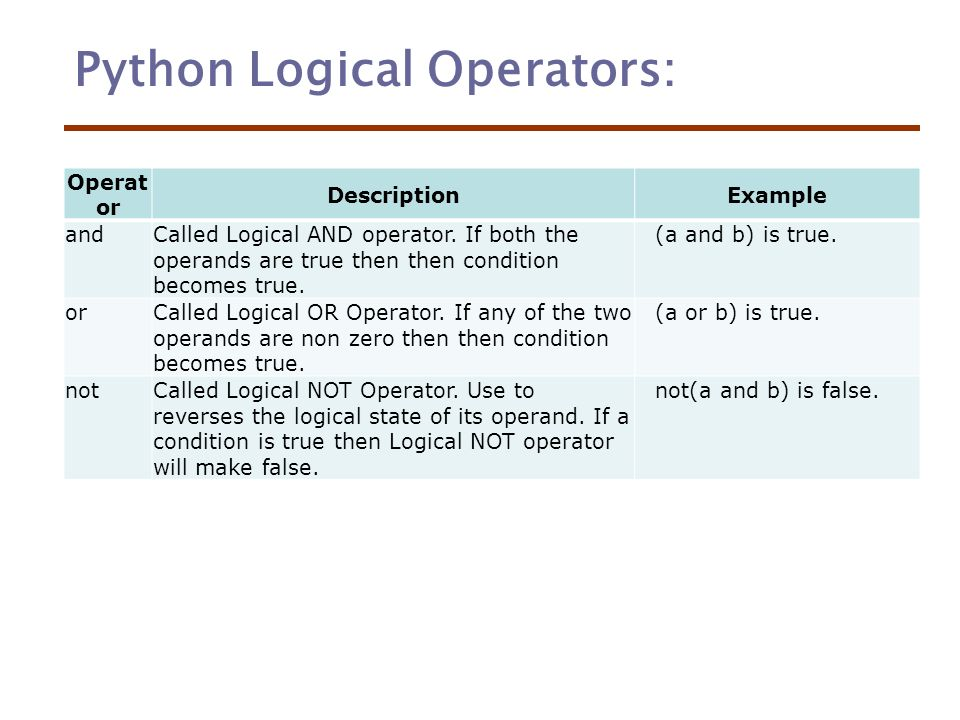 Python Logical Operators:
Operat
or
Description
Example
and
Called Logical AND operator. If both the
operands are true then then condition
becomes true.
(a and b) is true.
or
Called Logical OR Operator. If any of the two
operands are non zero then then condition
becomes true.
(a or b) is true.
not
Called Logical NOT Operator. Use to
reverses the logical state of its operand. If a
condition is true then Logical NOT operator
will make false.
not(a and b) is false.